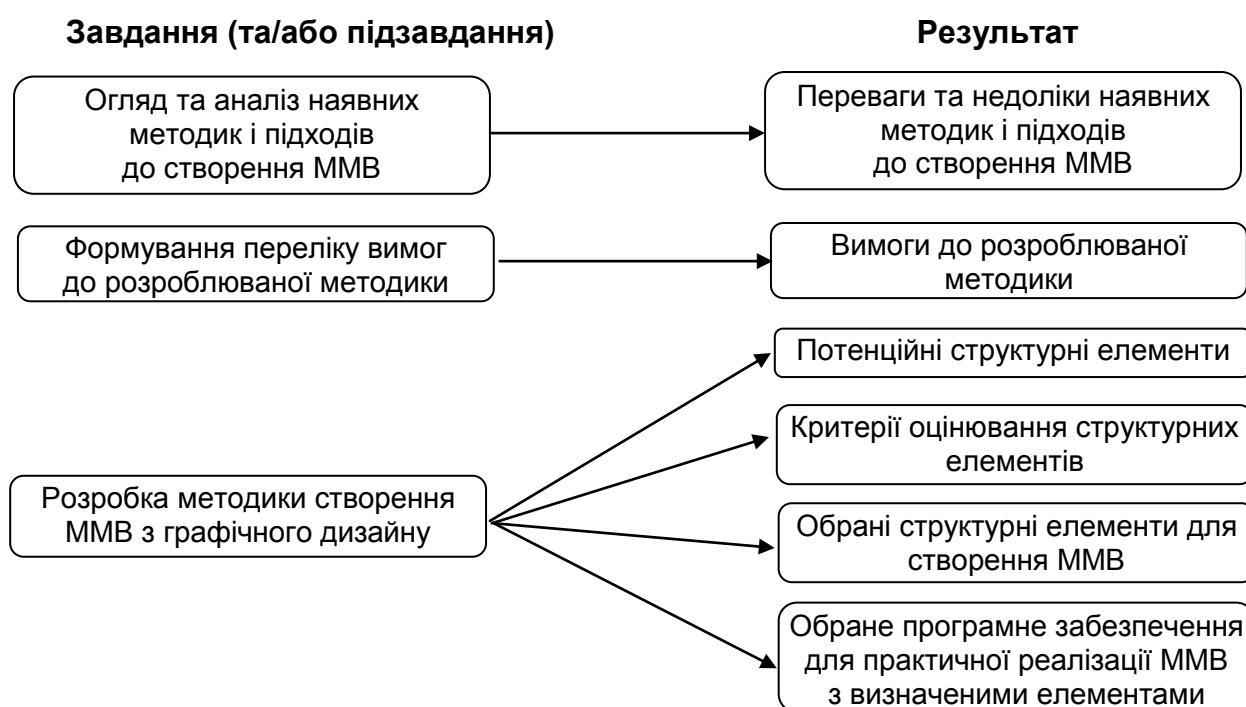 Завдання (та/або підзавдання)
Результат
Огляд та аналіз наявних
методик і підходів
до створення ММВ
Переваги та недоліки наявних
методик і підходів
до створення ММВ
Формування переліку вимог
до розроблюваної методики
Вимоги до розроблюваної
методики
Розробка методики створення
ММВ з графічного дизайну
Потенційні структурні елементи
Критерії оцінювання структурних
елементів
Обрані структурні елементи для
створення ММВ
Обране програмне забезпечення
для практичної реалізації ММВ
з визначеними елементами